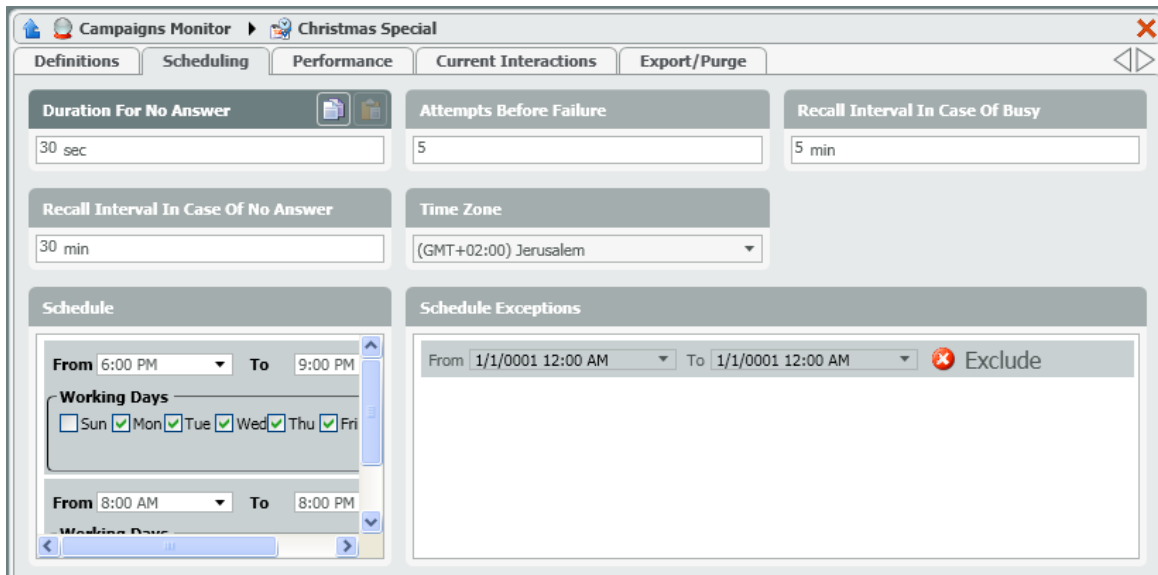 Campaigns Monitor Christmas Special
Definitions Scheduling Performance Current Interactions Export/Purge
Duration For No Answer Attempts Before Failure Recall Interval In Case Of Busy
30 sec 5 5 min
Recall Interval In Case Of No Answer Time Zone
30 min (GMT+02:00) Jerusalem
Schedule Schedule Exceptions
From 6:00 PM To 9:00 PM From 1/1/0001 12:00 AM To 1/1/0001 12:00 AM Exclude
Working Days
Sun Mon Tue Wed Thu Fri
From 8:00 AM To 8:00 PM
Working Days